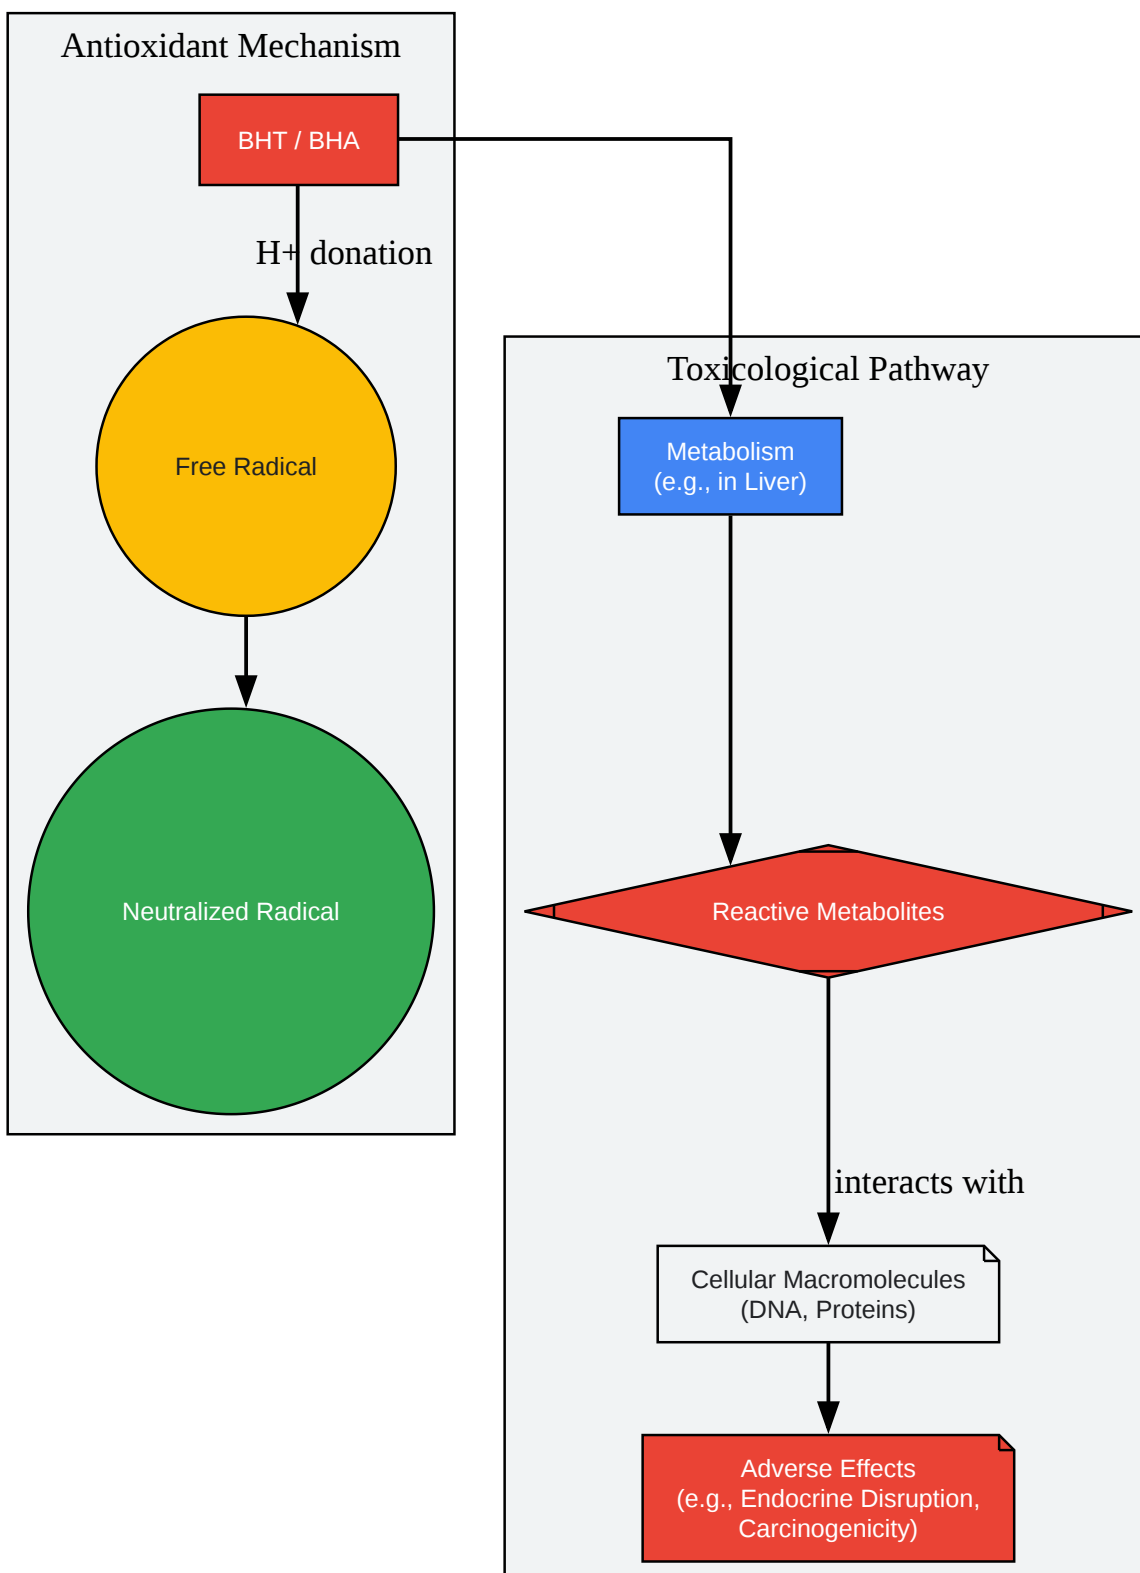 Antioxidant Mechanism
BHT / BHA
H+ donation
Free Radical
Neutralized Radical
Toxicological Pathway
Metabolism
(e.g., in Liver)
Reactive Metabolites
interacts with
Cellular Macromolecules
(DNA, Proteins)
Adverse Effects
(e.g., Endocrine Disruption,
Carcinogenicity)